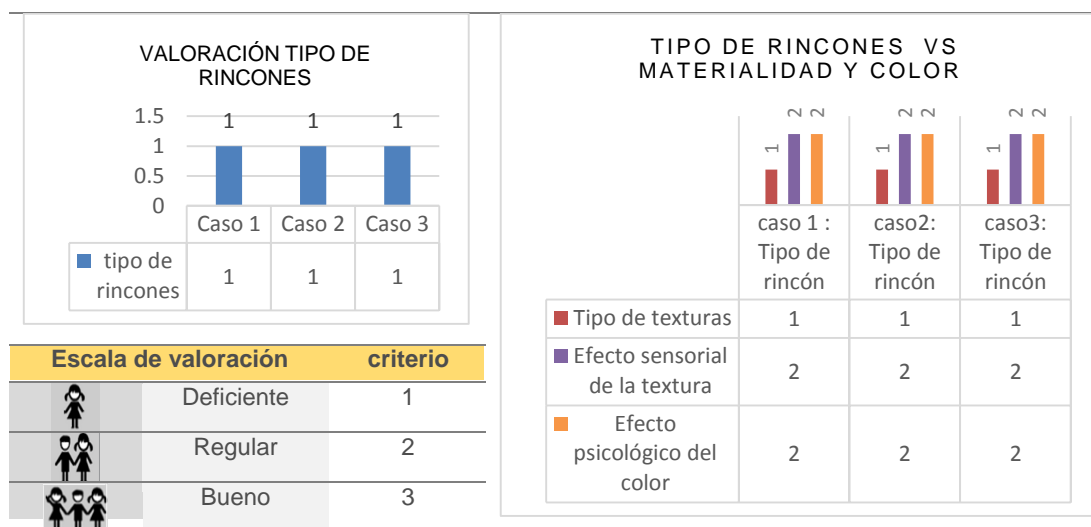 VALORACIÓN TIPO DE
RINCONES
1.5
1
0.5
0
1 1 1
Caso 1 Caso 2 Caso 3
tipo de
rincones
1 1 1
Escala de valoración criterio
Deficiente 1
Regular 2
Bueno 3
TIPO DE RINCONES VS
MATERIALIDAD Y COLOR
1 2 2 1 2 2 1 2 2
caso 1 :
Tipo de
rincón
caso2:
Tipo de
rincón
caso3:
Tipo de
rincón
Tipo de texturas 1 1 1
Efecto sensorial
de la textura
2 2 2
Efecto
psicológico del
color
2 2 2